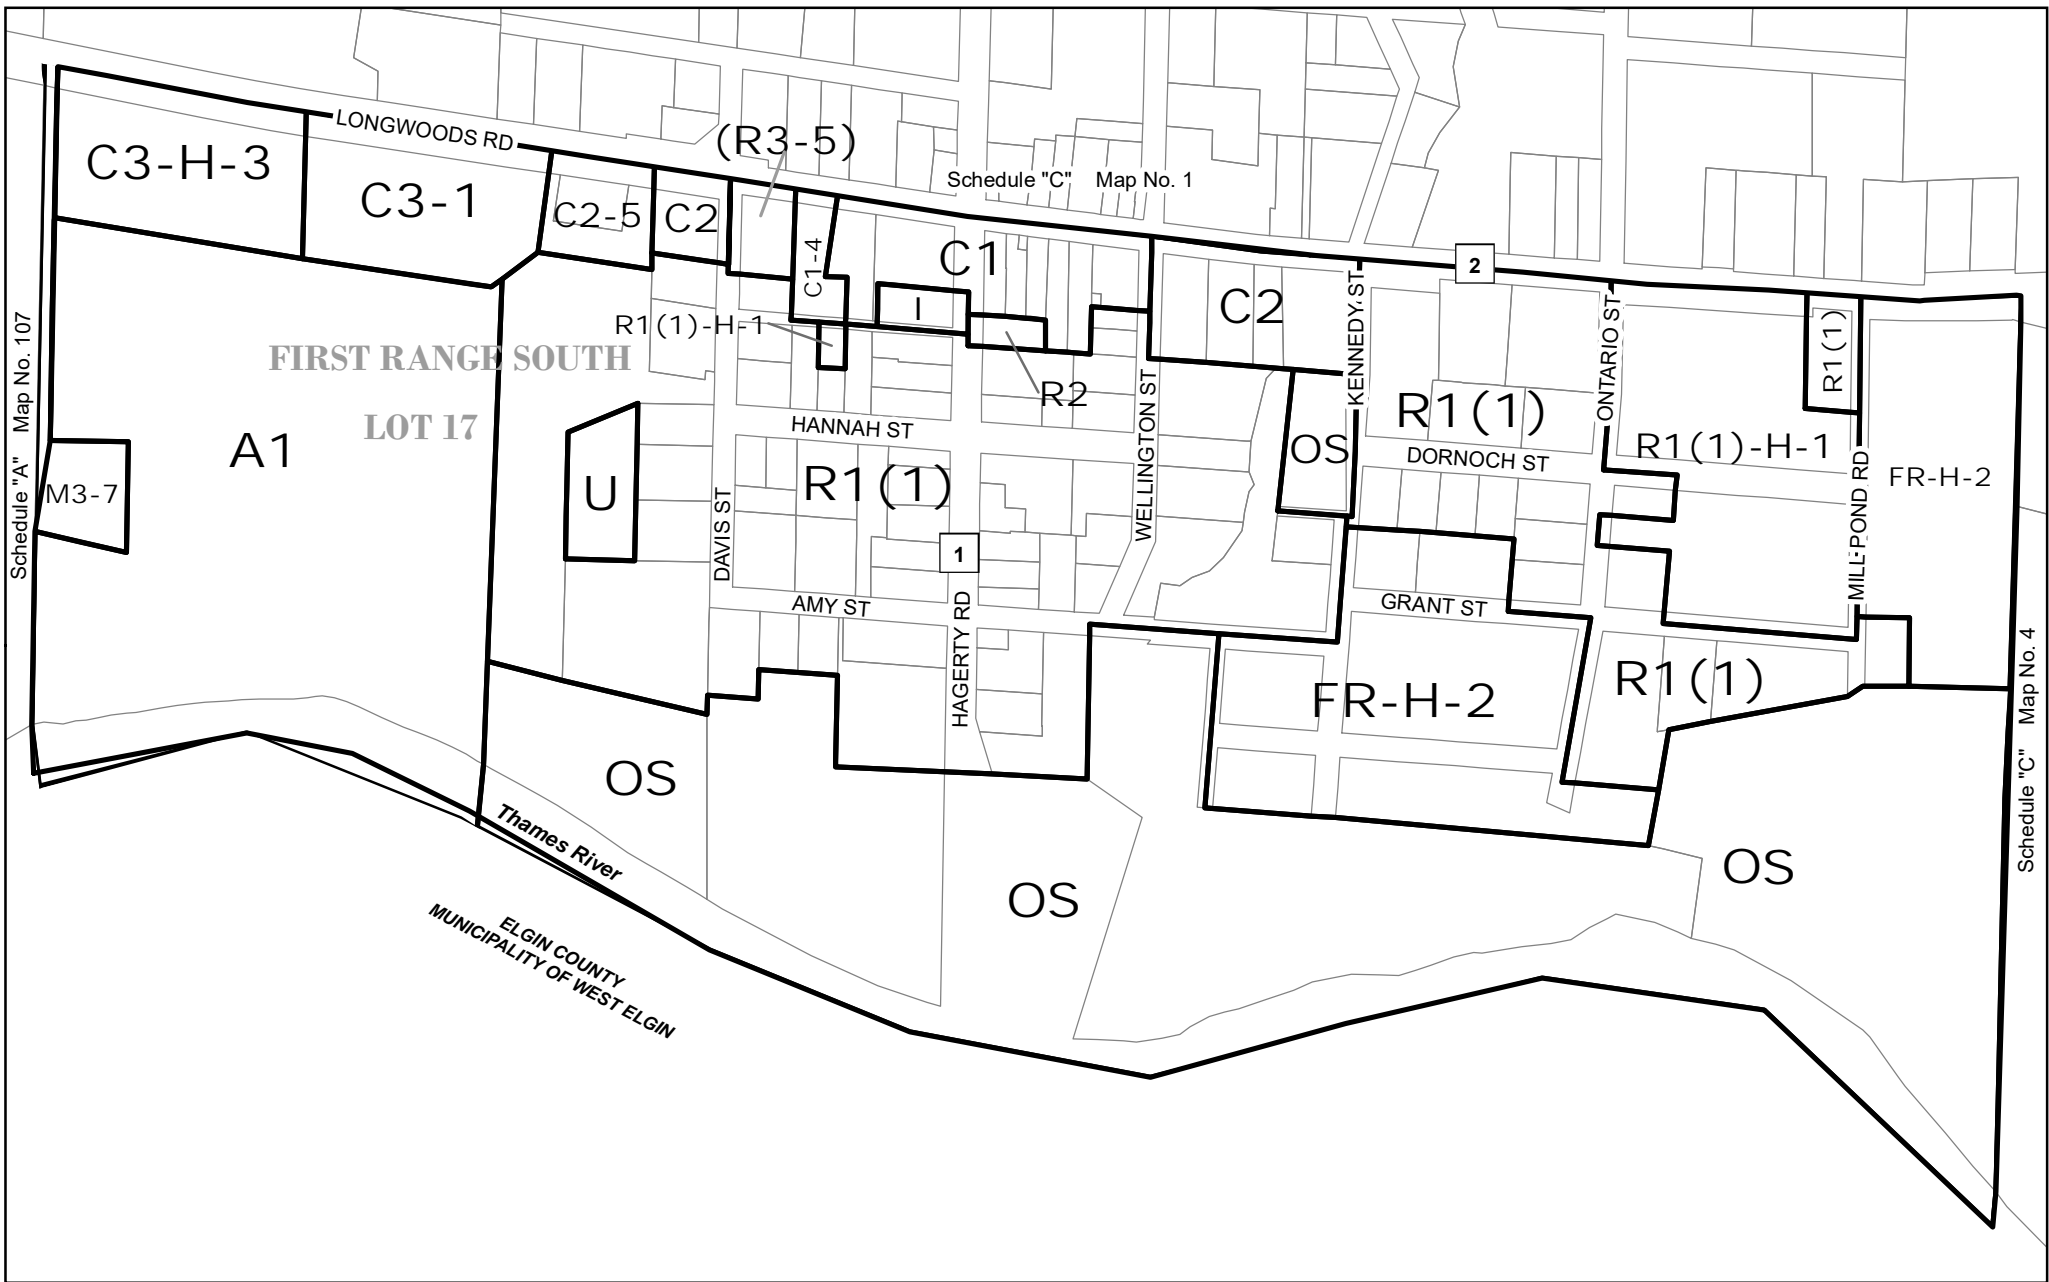 LONGWOODS RD
C3-H-3
C3-1
(R3-5)
Schedule "C" Map No. 1
C2-5
C2
C1-4
C1
I
2
C2
R1(1)-H-1
R2
KENNEDY ST
ONTARIO ST
R1(1)
Schedule "A" Map No. 107
FIRST RANGE SOUTH
LOT 17
A1
M3-7
U
HANNAH ST
R1(1)
DAVIS ST
1
WELLINGTON ST
OS
R1(1)
DORNOCH ST
R1(1)-H-1
MILL POND RD
FR-H-2
AMY ST
HAGERTY RD
GRANT ST
FR-H-2
R1(1)
Schedule "C" Map No. 4
OS
Thames River
OS
OS
ELGIN COUNTY
MUNICIPALITY OF WEST ELGIN